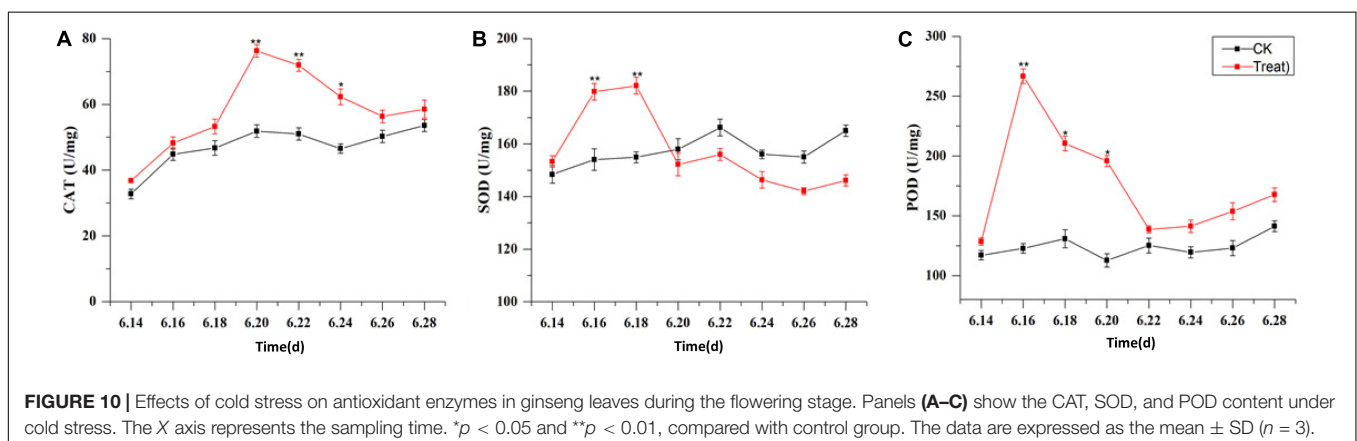 A
80
60
40
20
0
CAT (U/mg)
**
**
*
6.14 6.16 6.18 6.20 6.22 6.24 6.26 6.28
Time(d)
B
200
180
160
140
120
100
SOD (U/mg)
**
**
6.14 6.16 6.18 6.20 6.22 6.24 6.26 6.28
Time(d)
C
300
250
200
150
100
POD (U/mg)
**
*
*
CK
Treat)
6.14 6.16 6.18 6.20 6.22 6.24 6.26 6.28
Time(d)
FIGURE 10 | Effects of cold stress on antioxidant enzymes in ginseng leaves during the flowering stage. Panels (A–C) show the CAT, SOD, and POD content under
cold stress. The X axis represents the sampling time. *p < 0.05 and **p < 0.01, compared with control group. The data are expressed as the mean ± SD (n = 3).